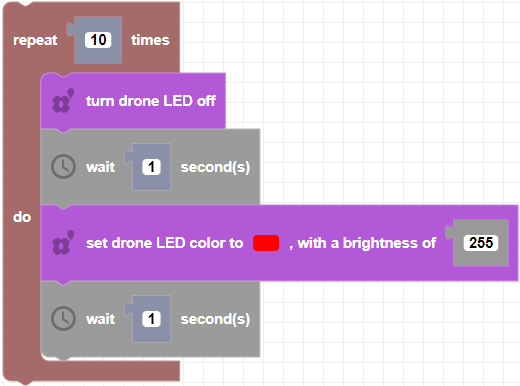 repeat 10 times
turn drone LED off
wait 1 second(s)
do
set drone LED color to , with a brightness of 255
wait 1 second(s)